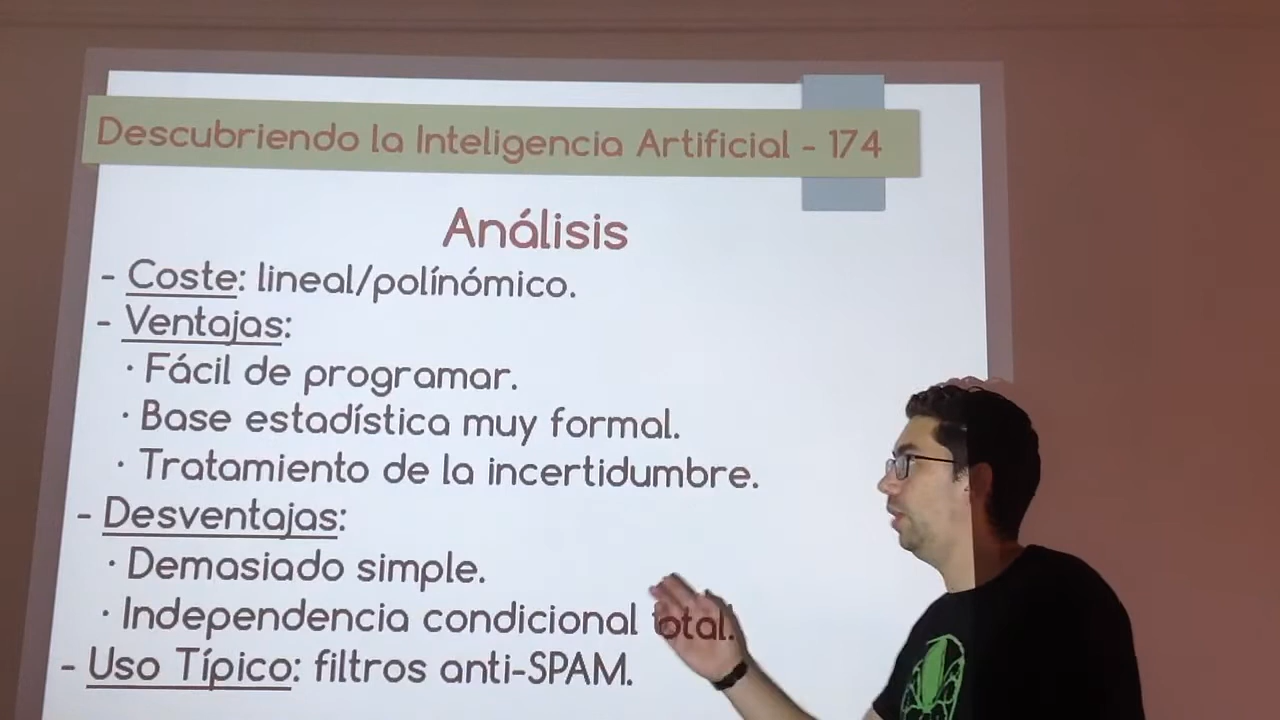 Descubriendo la Inteligencia Artificial - 174
Análisis
- Coste: lineal/polínómico.
- Ventajas:
· Fácil de programar.
· Base estadística muy formal.
· Tratamiento de la incertidumbre.
- Desventajas:
· Demasiado simple.
· Independencia condicional total.
- Uso Típico: filtros anti-SPAM.